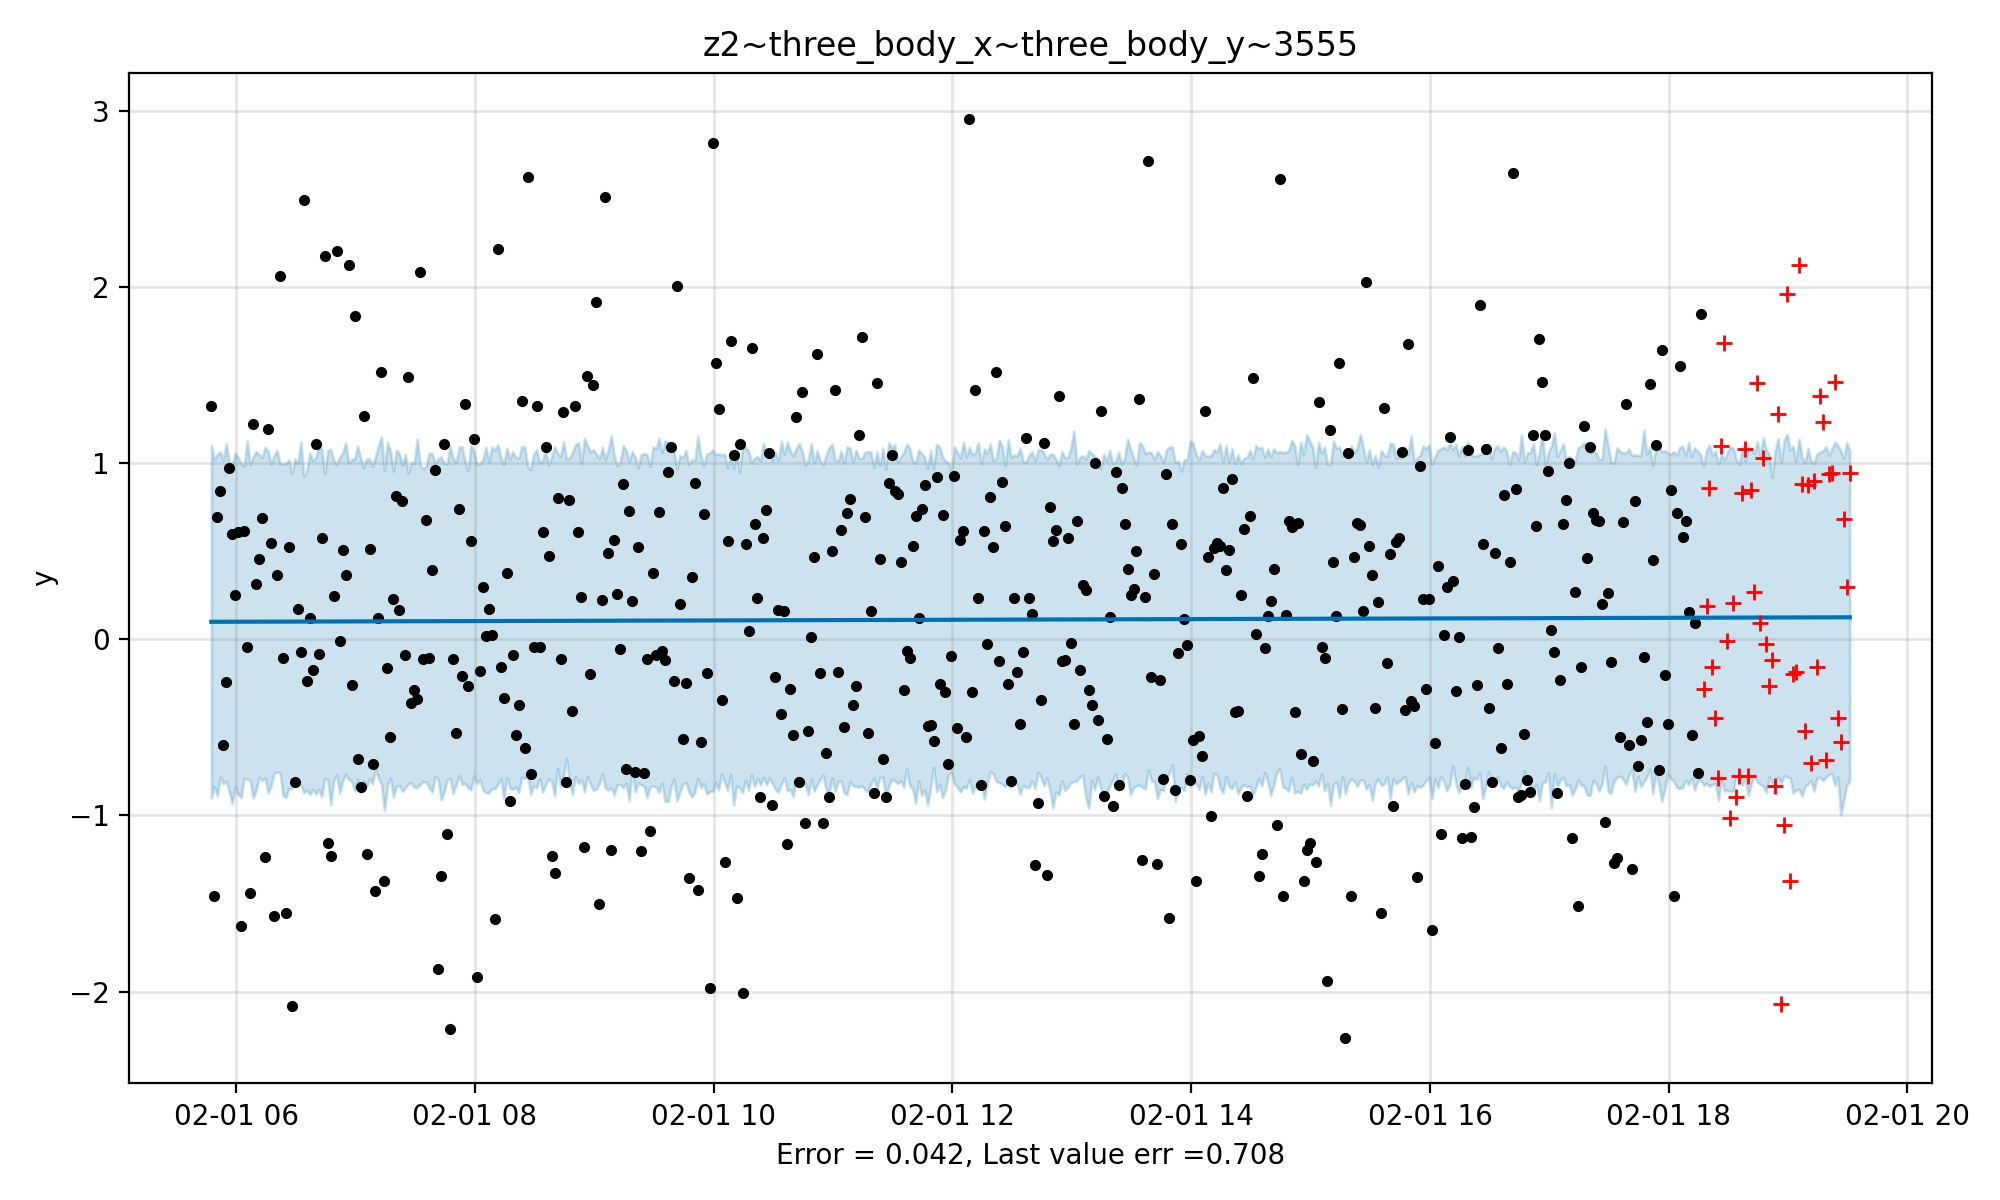 z2~three_body_x~three_body_y~3555
3
2
1
0
−1
−2
y
02-01 06 02-01 08 02-01 10 02-01 12 02-01 14 02-01 16 02-01 18 02-01 20
Error = 0.042, Last value err =0.708